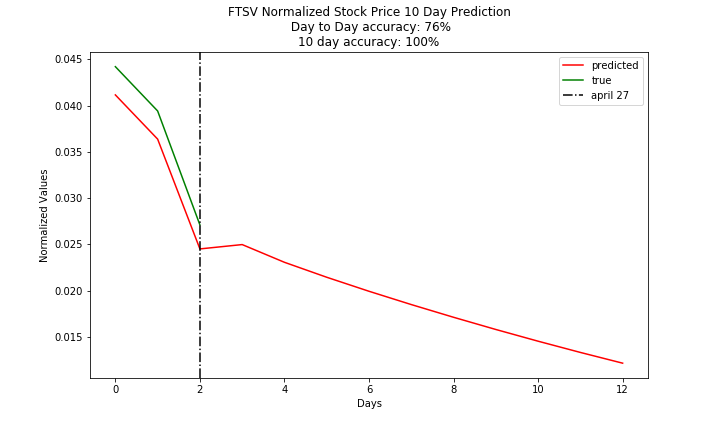 FTSV Normalized Stock Price 10 Day Prediction
Day to Day accuracy: 76%
10 day accuracy: 100%
predicted
true
april 27
Normalized Values
0.045
0.040
0.035
0.030
0.025
0.020
0.015
0 2 4 6 8 10 12
Days